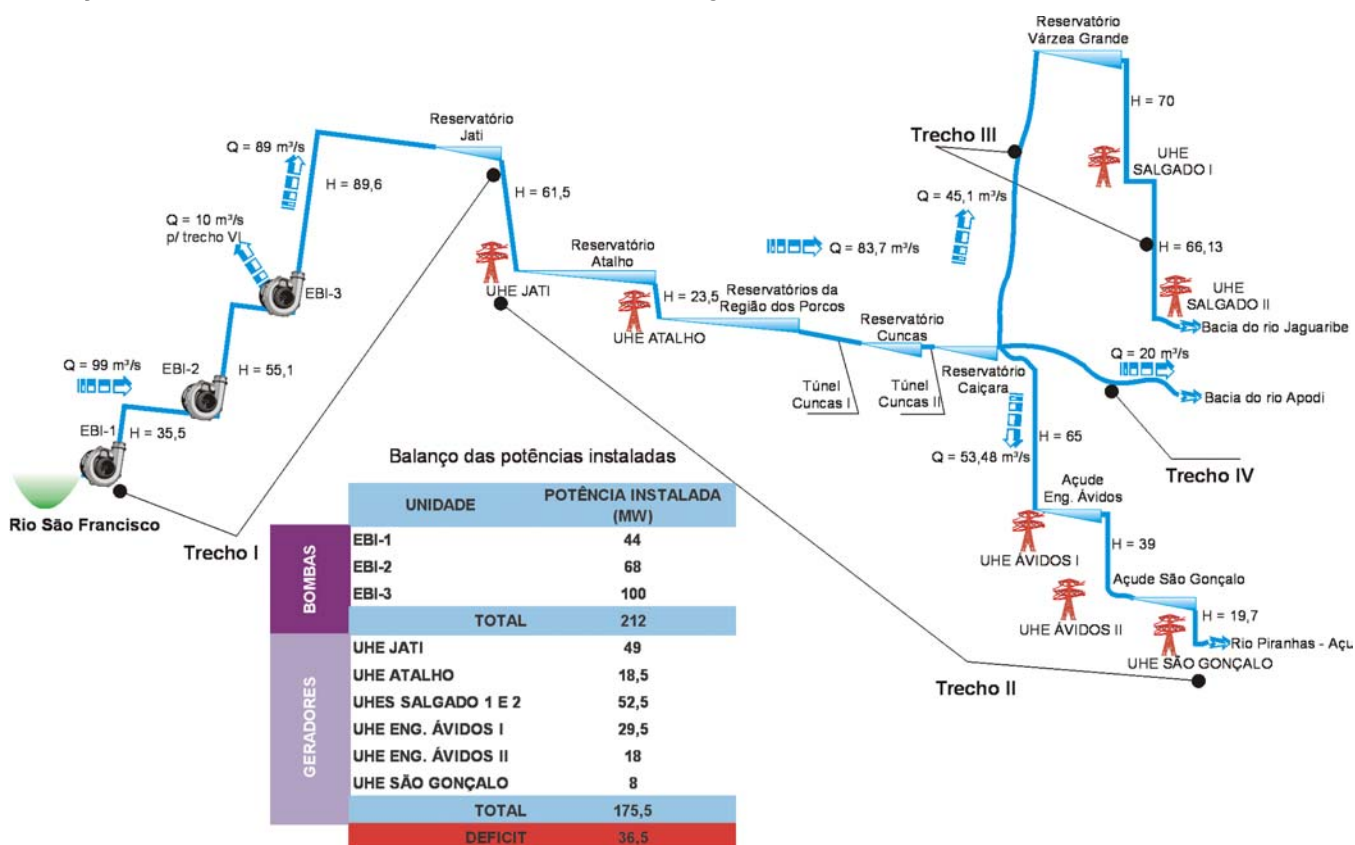 Reservatório
Várzea Grande
H = 70
Trecho III
UHE
SALGADO I
Q = 45,1 m³/s
H = 66,13
UHE
SALGADO II
Bacia do rio Jaguaribe
Reservatório
Jati
Q = 89 m³/s
H = 89,6
H = 61,5
Q = 10 m³/s
p/ trecho VI
EBI-3
Reservatório
Atalho
UHE JATI
Q = 83,7 m³/s
H = 23,5
Reservatórios da
Região dos Porcos
UHE ATALHO
Reservatório
Cuncas
Q = 99 m³/s
EBI-2
H = 55,1
Túnel
Cuncas I
Túnel
Cuncas II
Reservatório
Caiçara
Q = 20 m³/s
Bacia do rio Apodi
EBI-1
H = 35,5
H = 65
Q = 53,48 m³/s
Trecho IV
Rio São Francisco
Trecho I
Açude
Eng. Ávidos
UHE ÁVIDOS I
H = 39
Açude São Gonçalo
UHE ÁVIDOS II
H = 19,7
Rio Piranhas - Açu
UHE SÃO GONÇALO
Trecho II
Balanço das potências instaladas
UNIDADE
POTÊNCIA INSTALADA
(MW)
BOMBAS
EBI-1 44
EBI-2 68
EBI-3 100
TOTAL 212
GERADORES
UHE JATI 49
UHE ATALHO 18,5
UHES SALGADO 1 E 2 52,5
UHE ENG. ÁVIDOS I 29,5
UHE ENG. ÁVIDOS II 18
UHE SÃO GONÇALO 8
TOTAL 175,5
DEFICIT 36,5